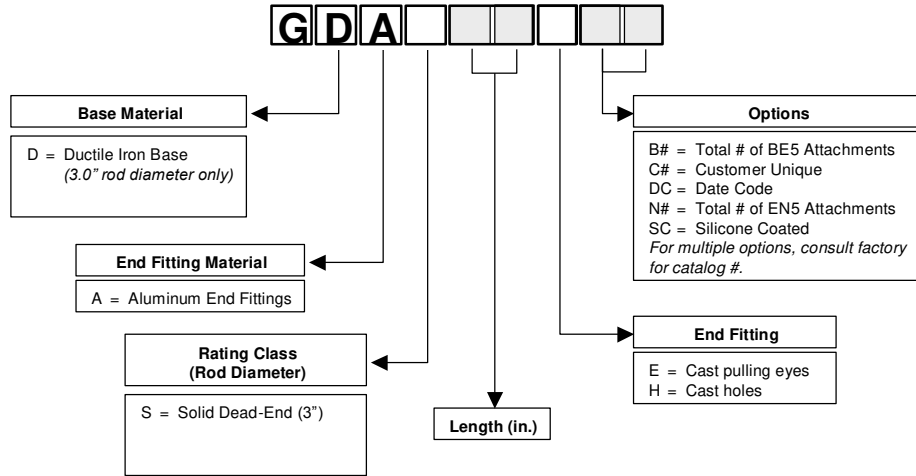 GDA
Base Material
D = Ductile Iron Base
(3.0" rod diameter only)
End Fitting Material
A = Aluminum End Fittings
Rating Class
(Rod Diameter)
S = Solid Dead-End (3")
Length (in.)
Options
B# = Total # of BE5 Attachments
C# = Customer Unique
DC = Date Code
N# = Total # of EN5 Attachments
SC = Silicone Coated
For multiple options, consult factory
for catalog #.
End Fitting
E = Cast pulling eyes
H = Cast holes